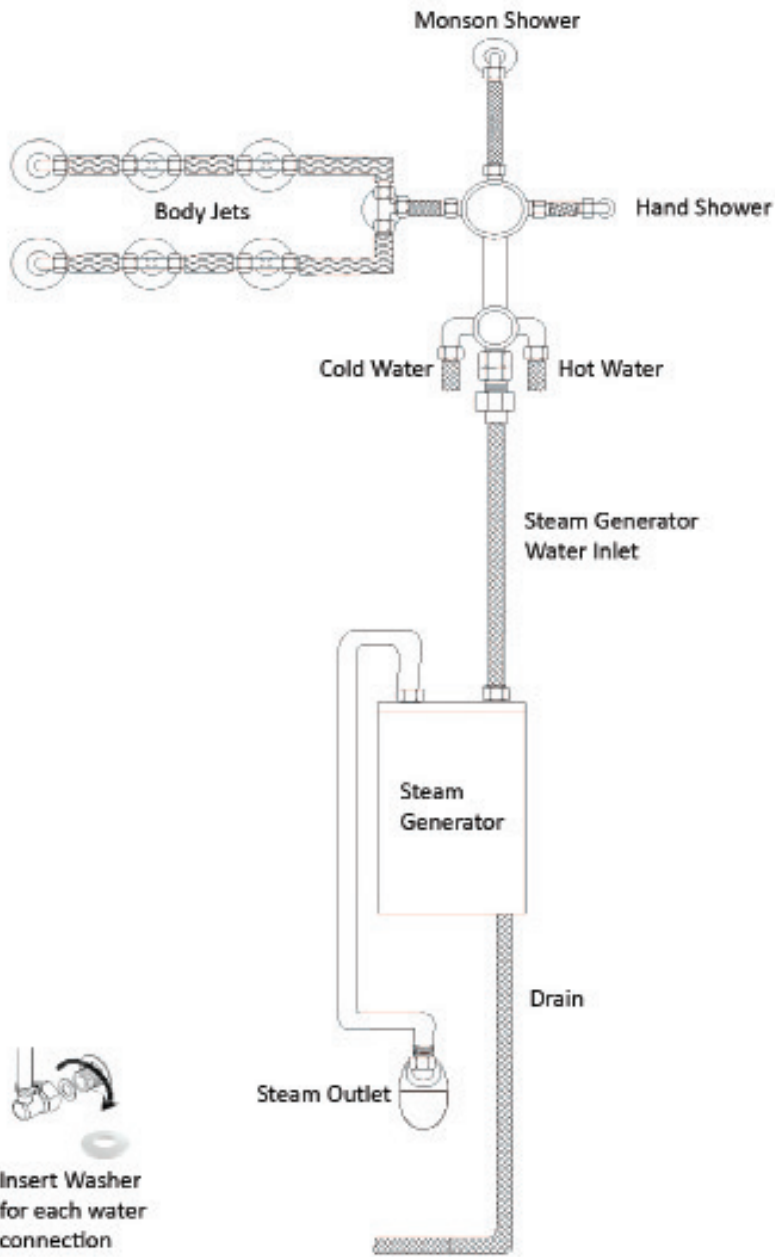 Monson Shower
Body Jets
Hand Shower
Cold Water
Hot Water
Steam Generator
Water Inlet
Steam
Generator
Drain
Steam Outlet
Insert Washer
for each water
connection